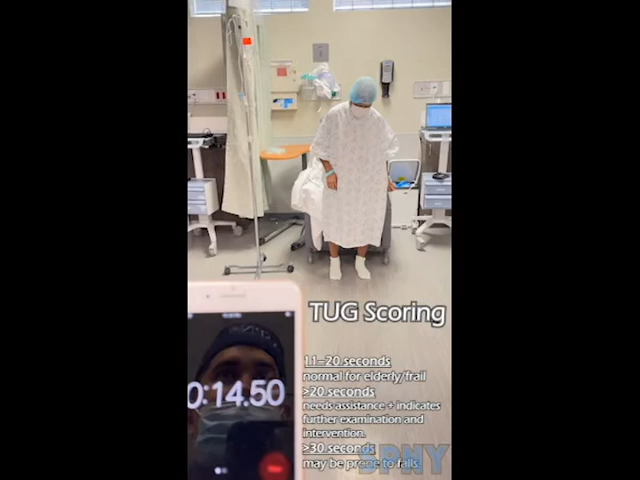 TUG Scoring
11–20 seconds
normal for elderly/frail
>20 seconds
needs assistance + indicates
further examination and
intervention.
>30 seconds
may be prone to falls.
0:14.50
SPNY